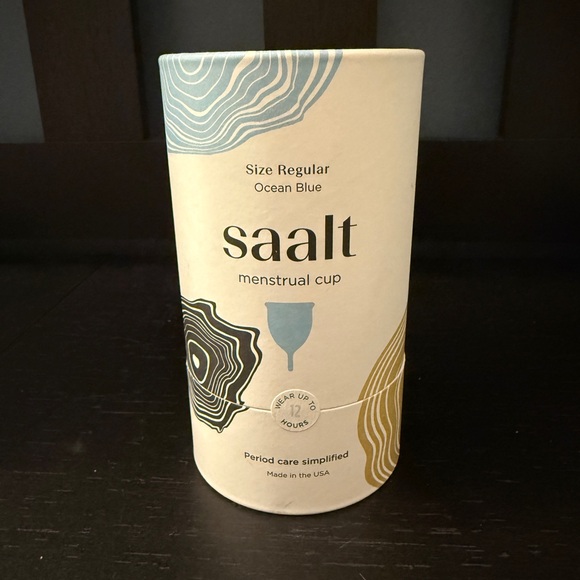 Size Regular
Ocean Blue
saalt
menstrual cup
WEAR UP TO
12
HOURS
Period care simplified
Made in the USA